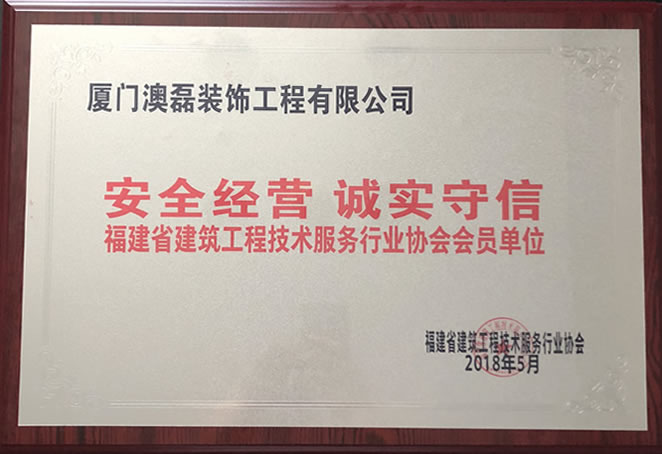 厦门澳磊装饰工程有限公司
安全经营 诚实守信
福建省建筑工程技术服务行业协会会员单位
福建省建筑工程技术服务行业协会
2018年5月